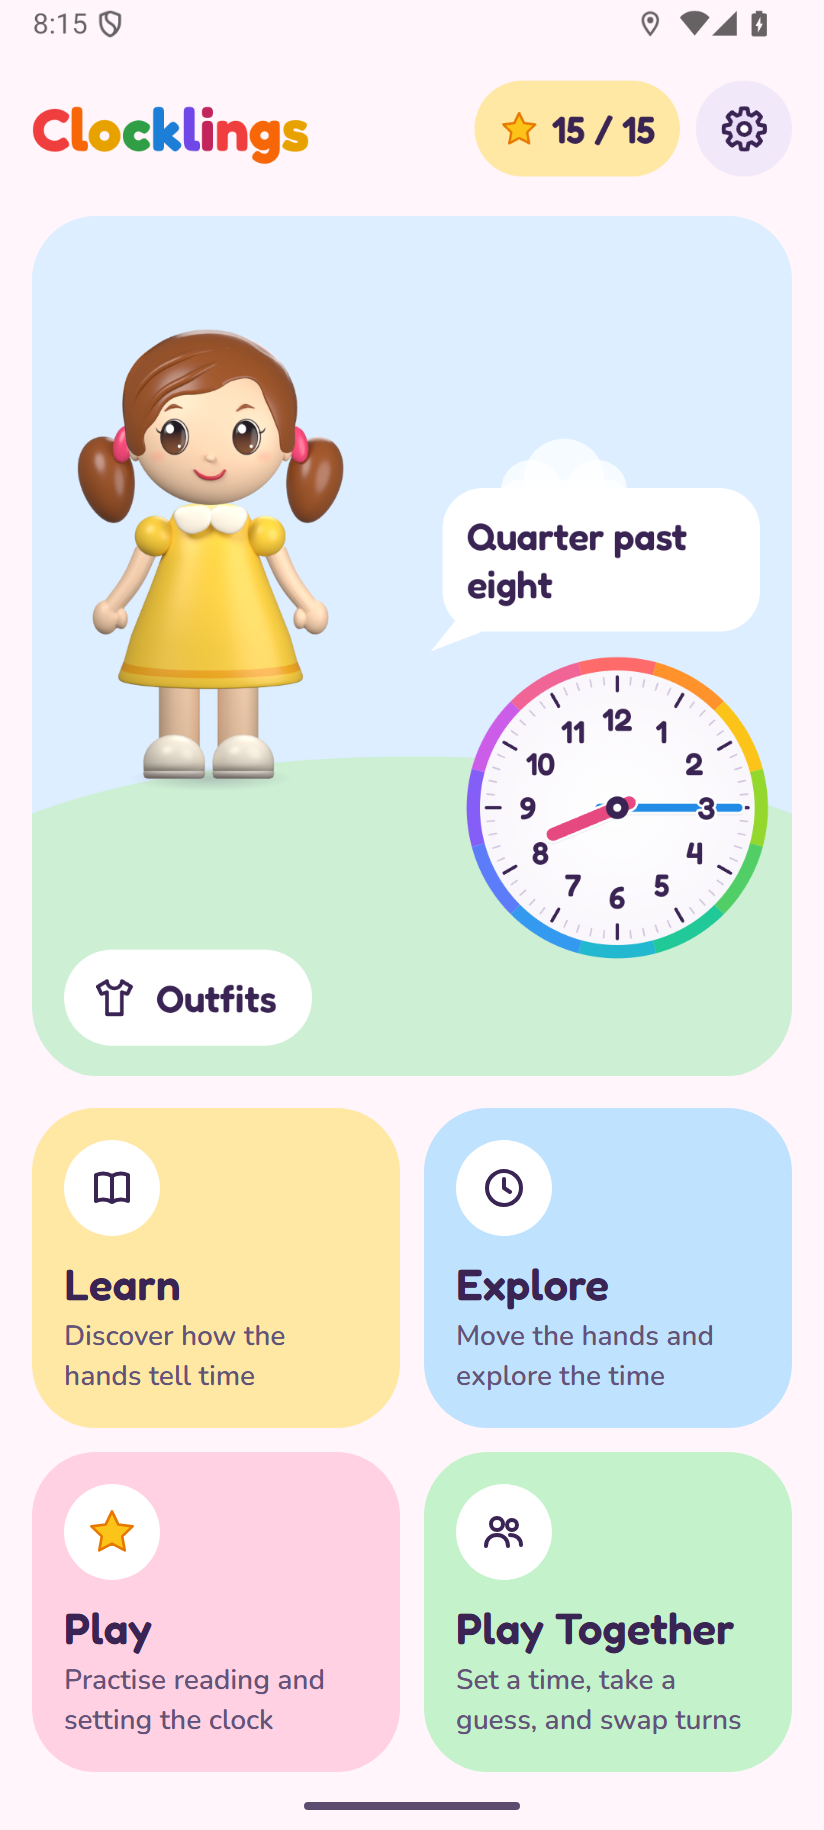 8:15
Clocklings
15 / 15
Quarter past
eight
12
11
1
10
2
9
3
8
4
7
5
6
Outfits
Learn
Discover how the
hands tell time
Explore
Move the hands and
explore the time
Play
Practise reading and
setting the clock
Play Together
Set a time, take a
guess, and swap turns